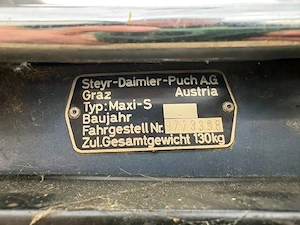 Steyr-Daimler-Puch A.G.
Graz Austria
Typ: Maxi-S
Baujahr
Fahrgestell Nr.
Zul. Gesamtgewicht 130kg